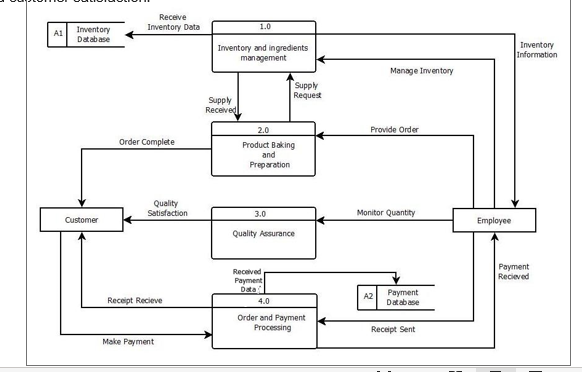 d customer satisfaction.
Receive
Inventory Data
A1
Inventory
Database
1.0
Inventory and ingredients
management
Inventory
Information
Manage Inventory
Supply
Received
Supply
Request
2.0
Product Baking
and
Preparation
Order Complete
Provide Order
Customer
Quality
Satisfaction
3.0
Quality Assurance
Monitor Quantity
Employee
Received
Payment
Data
4.0
Order and Payment
Processing
A2
Payment
Database
Payment
Recieved
Receipt Recieve
Receipt Sent
Make Payment